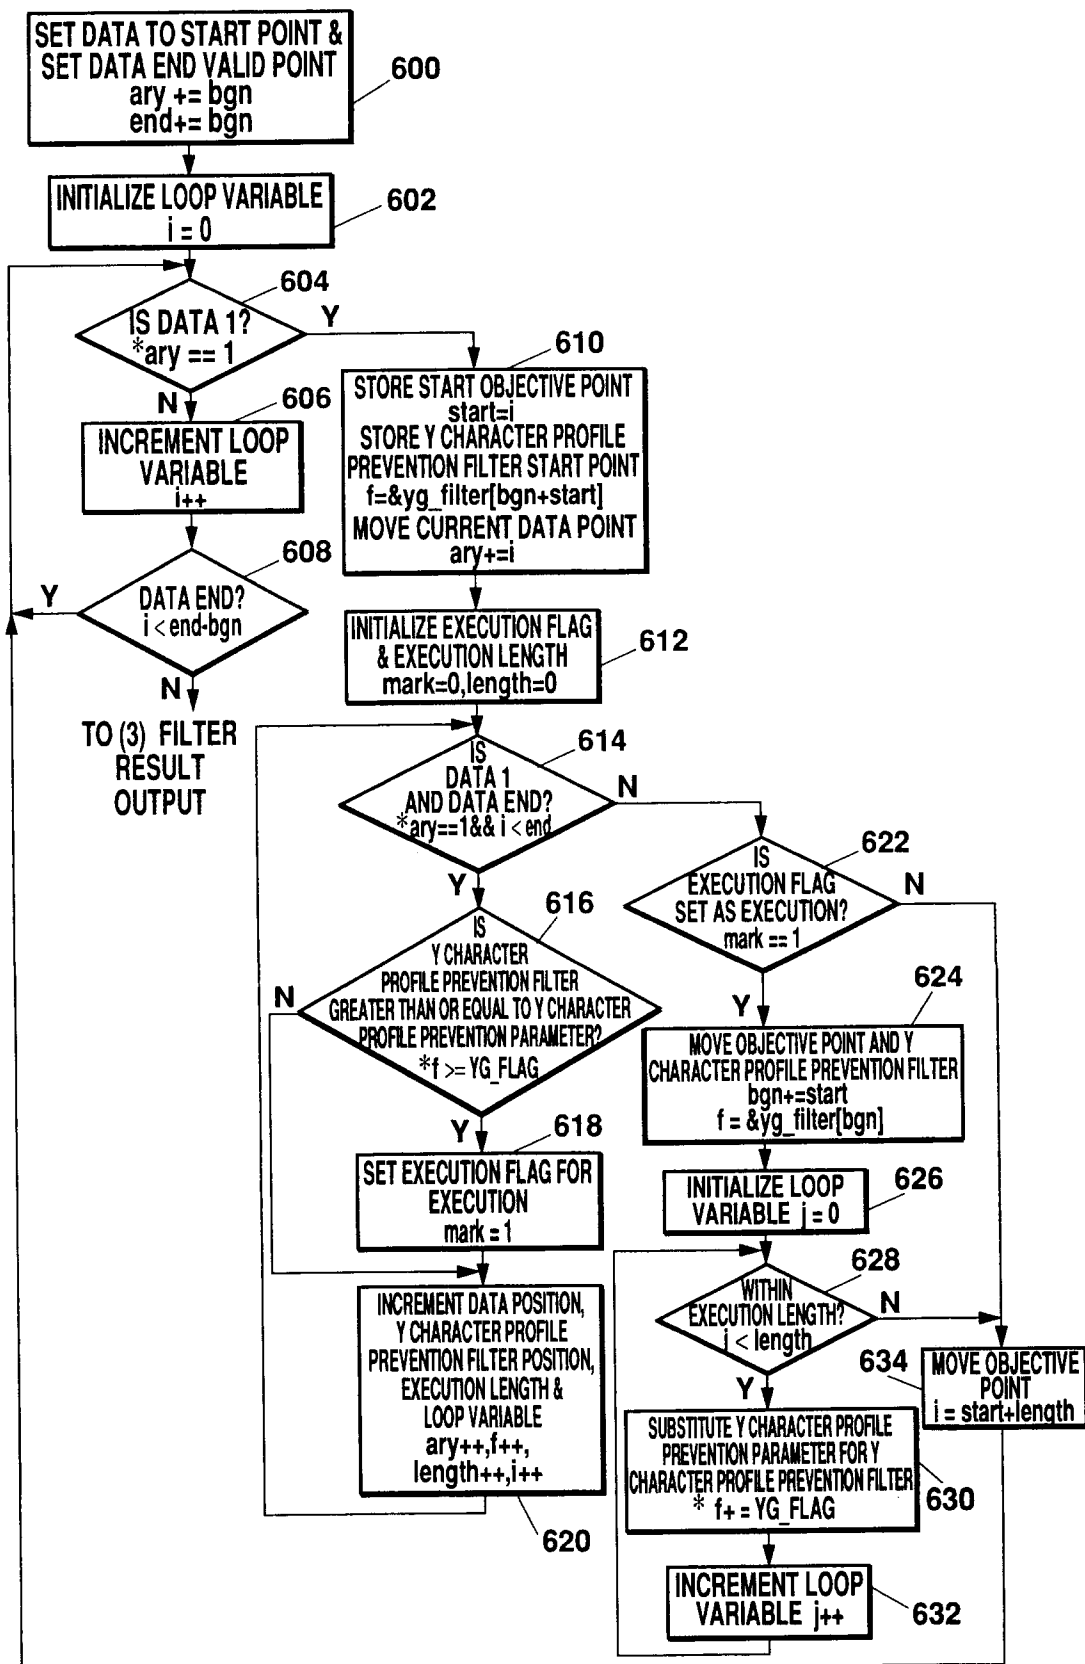 SET DATA TO START POINT &
SET DATA END VALID POINT
ary += bgn
end+= bgn
600
INITIALIZE LOOP VARIABLE
i = 0
602
604
IS DATA 1?
*ary == 1
Y
N
606
INCREMENT LOOP
VARIABLE
i++
608
DATA END?
i < end-bgn
Y
N
TO (3) FILTER
RESULT
OUTPUT
610
STORE START OBJECTIVE POINT
start=i
STORE Y CHARACTER PROFILE
PREVENTION FILTER START POINT
f=&yg_filter[bgn+start]
MOVE CURRENT DATA POINT
ary+=i
INITIALIZE EXECUTION FLAG
& EXECUTION LENGTH
mark=0,length=0
612
614
IS
DATA 1
AND DATA END?
*ary==1&& i < end
N
Y
616
IS
Y CHARACTER
PROFILE PREVENTION FILTER
GREATER THAN OR EQUAL TO Y CHARACTER
PROFILE PREVENTION PARAMETER?
*f >= YG_FLAG
N
Y
618
SET EXECUTION FLAG FOR
EXECUTION
mark = 1
INCREMENT DATA POSITION,
Y CHARACTER PROFILE
PREVENTION FILTER POSITION,
EXECUTION LENGTH &
LOOP VARIABLE
ary++,f++,
length++,i++
620
622
IS
EXECUTION FLAG
SET AS EXECUTION?
mark == 1
N
Y
624
MOVE OBJECTIVE POINT AND Y
CHARACTER PROFILE PREVENTION FILTER
bgn+=start
f = &yg_filter[bgn]
INITIALIZE LOOP
VARIABLE j = 0
626
628
WITHIN
EXECUTION LENGTH?
j < length
N
Y
634
MOVE OBJECTIVE
POINT
i = start+length
SUBSTITUTE Y CHARACTER PROFILE
PREVENTION PARAMETER FOR Y
CHARACTER PROFILE PREVENTION FILTER
* f+ = YG_FLAG
630
INCREMENT LOOP
VARIABLE j++
632